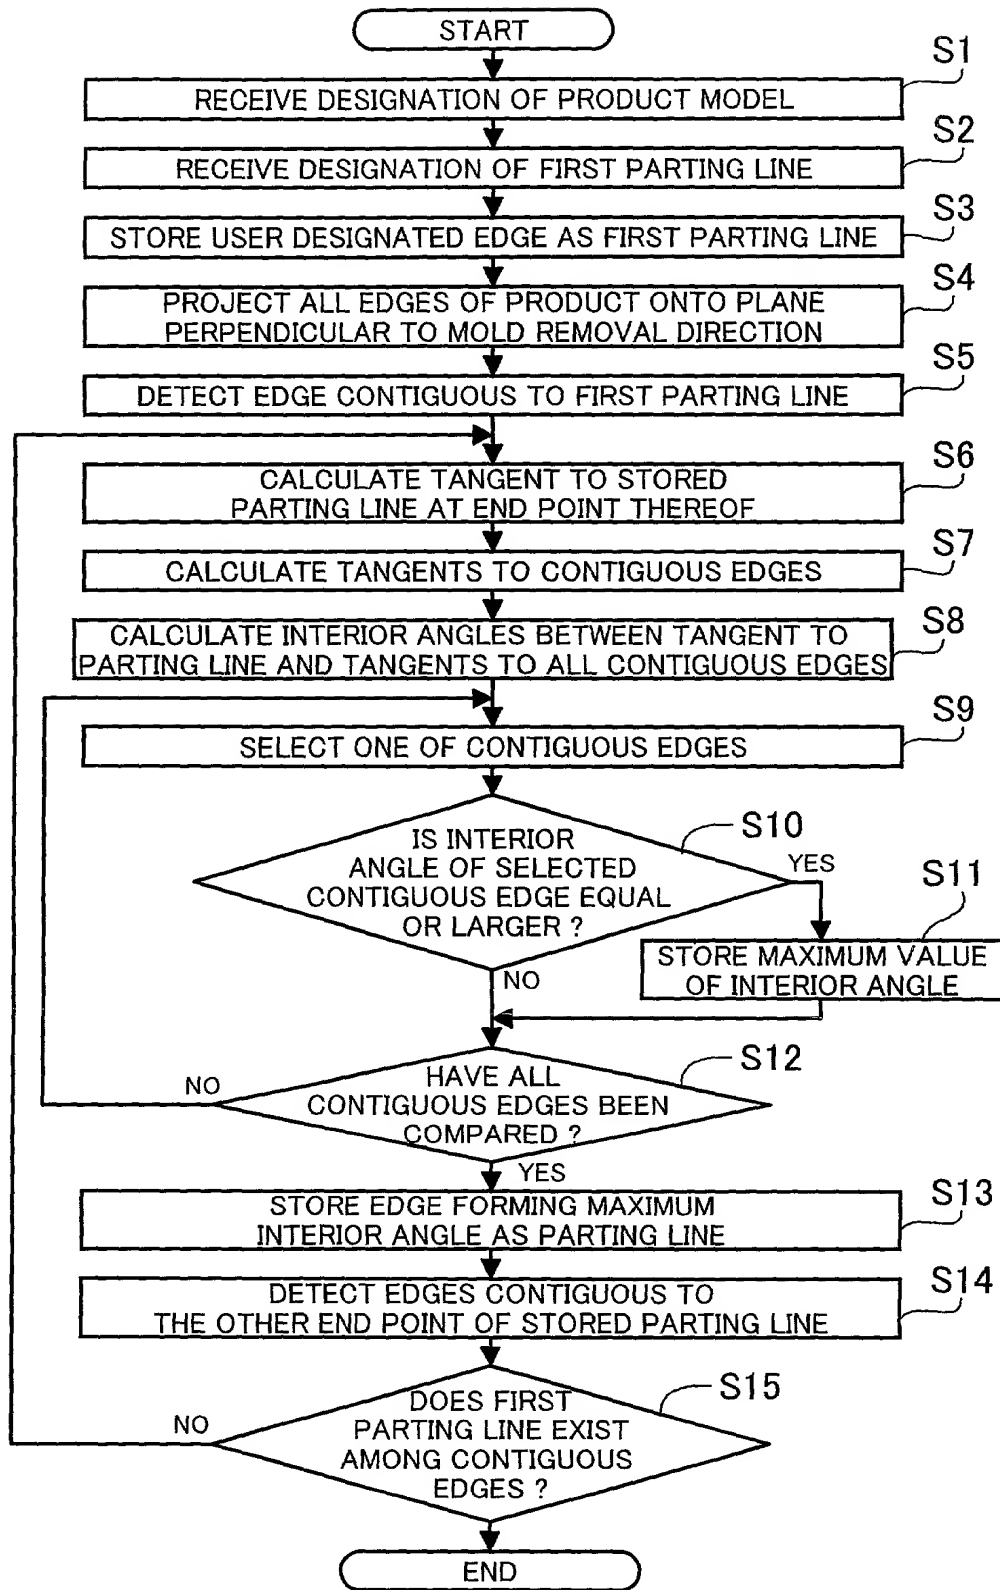 START
S1
RECEIVE DESIGNATION OF PRODUCT MODEL
S2
RECEIVE DESIGNATION OF FIRST PARTING LINE
S3
STORE USER DESIGNATED EDGE AS FIRST PARTING LINE
S4
PROJECT ALL EDGES OF PRODUCT ONTO PLANE
PERPENDICULAR TO MOLD REMOVAL DIRECTION
S5
DETECT EDGE CONTIGUOUS TO FIRST PARTING LINE
S6
CALCULATE TANGENT TO STORED
PARTING LINE AT END POINT THEREOF
S7
CALCULATE TANGENTS TO CONTIGUOUS EDGES
S8
CALCULATE INTERIOR ANGLES BETWEEN TANGENT TO
PARTING LINE AND TANGENTS TO ALL CONTIGUOUS EDGES
S9
SELECT ONE OF CONTIGUOUS EDGES
S10
IS INTERIOR
ANGLE OF SELECTED
CONTIGUOUS EDGE EQUAL
OR LARGER ?
YES
S11
STORE MAXIMUM VALUE
OF INTERIOR ANGLE
NO
S12
HAVE ALL
CONTIGUOUS EDGES BEEN
COMPARED ?
NO
YES
S13
STORE EDGE FORMING MAXIMUM
INTERIOR ANGLE AS PARTING LINE
S14
DETECT EDGES CONTIGUOUS TO
THE OTHER END POINT OF STORED PARTING LINE
S15
DOES FIRST
PARTING LINE EXIST
AMONG CONTIGUOUS
EDGES ?
NO
END